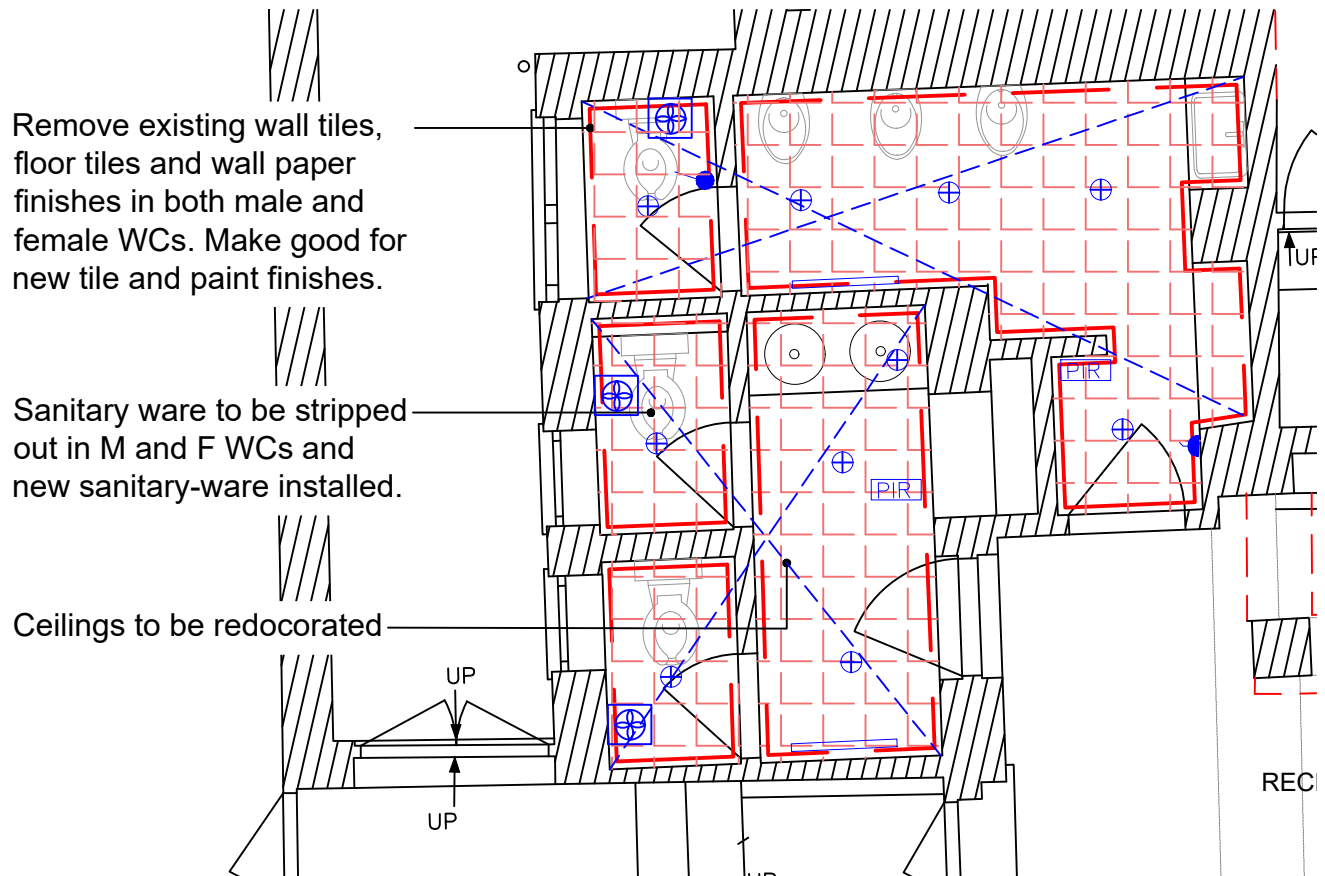 Remove existing wall tiles,
floor tiles and wall paper
finishes in both male and
female WCs. Make good for
new tile and paint finishes.
UP
PIR
Sanitary ware to be stripped
out in M and F WCs and
new sanitary-ware installed.
PIR
Ceilings to be redocorated
UP
RECE
UP
UP